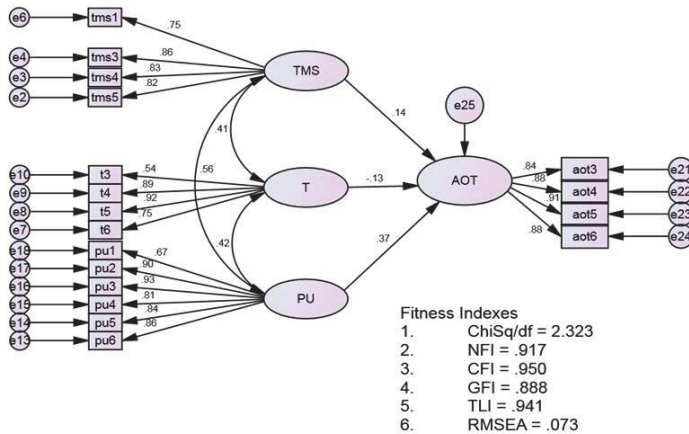 e6
tms1
.75
e4
tms3
.86
e3
tms4
.83
e2
tms5
.82
TMS
.14
e25
.41
.56
e10
t3
.54
e9
t4
.89
e8
t5
.92
e7
t6
.75
T
-.13
AOT
.84
aot3
e21
.88
aot4
e22
.91
aot5
e23
.88
aot6
e24
.42
.37
e18
pu1
.67
e17
pu2
.90
e16
pu3
.93
e15
pu4
.81
e14
pu5
.84
e13
pu6
.86
PU
Fitness Indexes
1. ChiSq/df = 2.323
2. NFI = .917
3. CFI = .950
4. GFI = .888
5. TLI = .941
6. RMSEA = .073